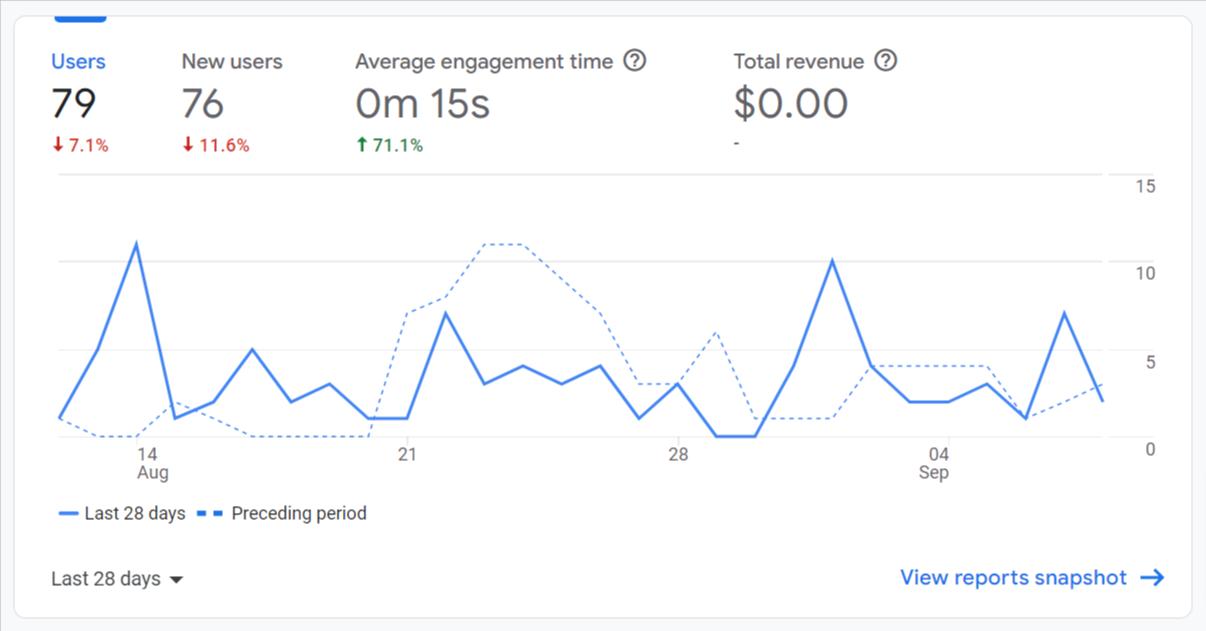 Users New users Average engagement time Total revenue
79 76 0m 15s $0.00
7.1% 11.6% 71.1% -
15
10
5
0
14 21 28 04
Aug Sep
Last 28 days Preceding period
Last 28 days View reports snapshot